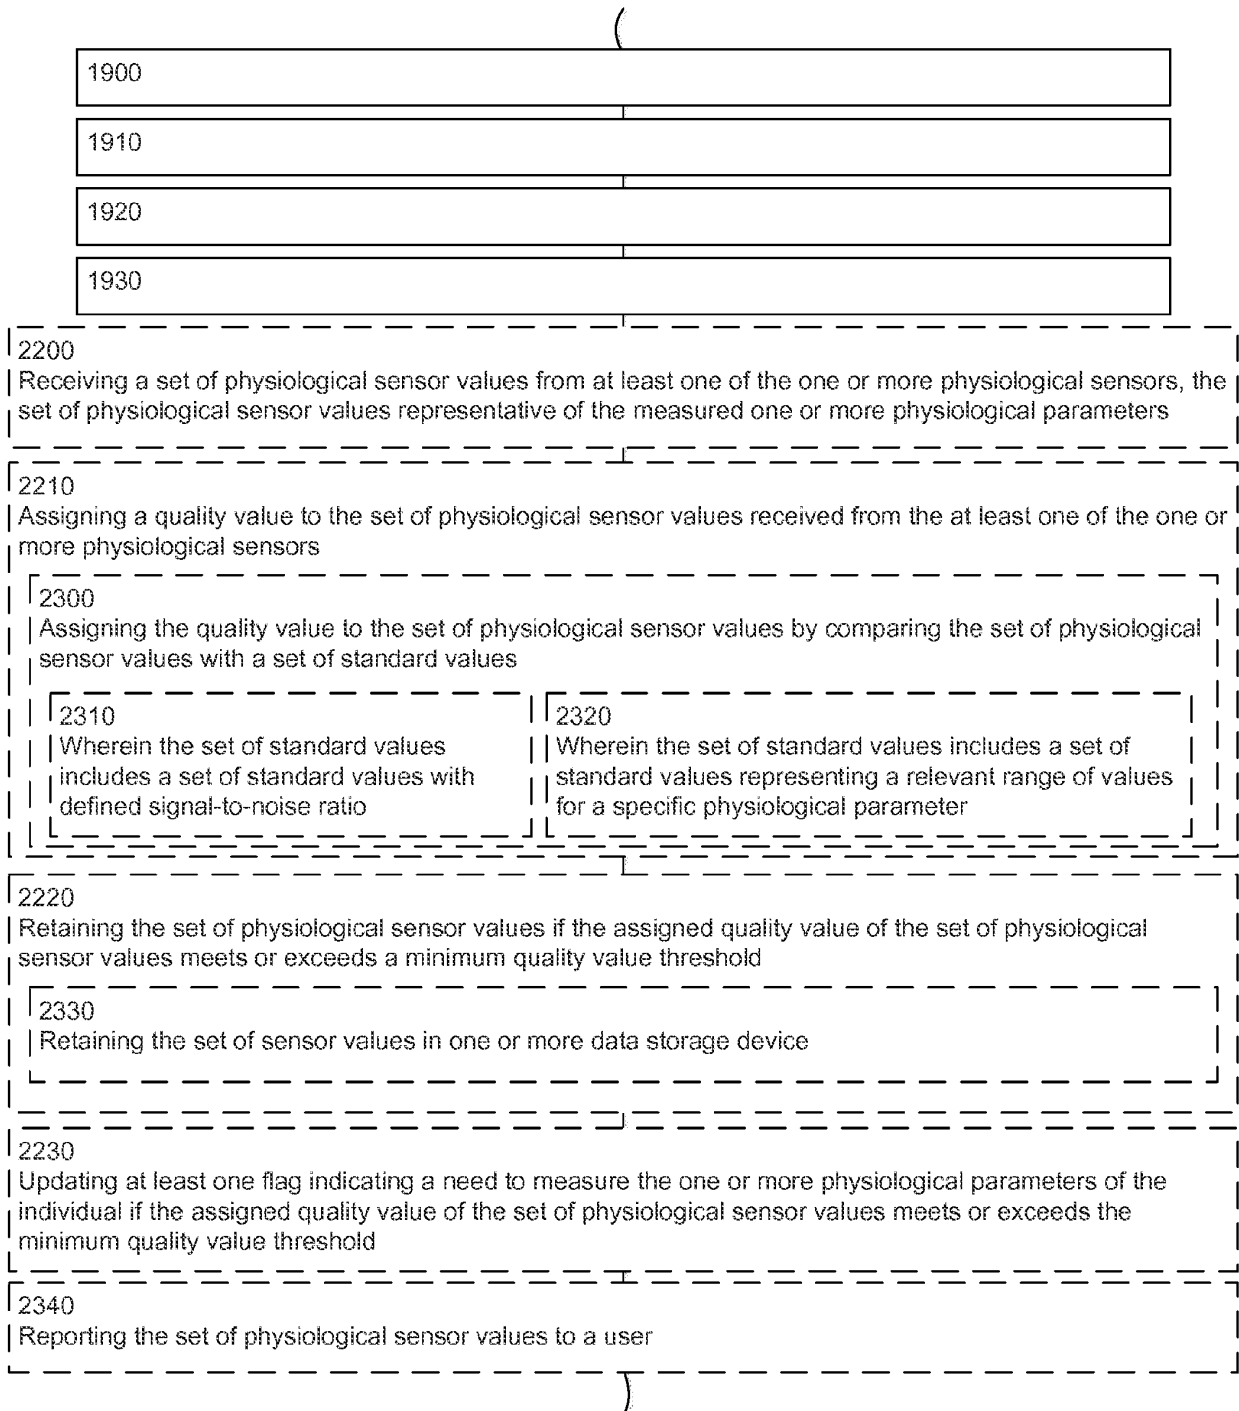 1900
1910
1920
1930
2200
Receiving a set of physiological sensor values from at least one of the one or more physiological sensors, the
set of physiological sensor values representative of the measured one or more physiological parameters
2210
Assigning a quality value to the set of physiological sensor values received from the at least one of the one or
more physiological sensors
2300
Assigning the quality value to the set of physiological sensor values by comparing the set of physiological
sensor values with a set of standard values
2310
Wherein the set of standard values
includes a set of standard values with
defined signal-to-noise ratio
2320
Wherein the set of standard values includes a set of
standard values representing a relevant range of values
for a specific physiological parameter
2220
Retaining the set of physiological sensor values if the assigned quality value of the set of physiological
sensor values meets or exceeds a minimum quality value threshold
2330
Retaining the set of sensor values in one or more data storage device
2230
Updating at least one flag indicating a need to measure the one or more physiological parameters of the
individual if the assigned quality value of the set of physiological sensor values meets or exceeds the
minimum quality value threshold
2340
Reporting the set of physiological sensor values to a user